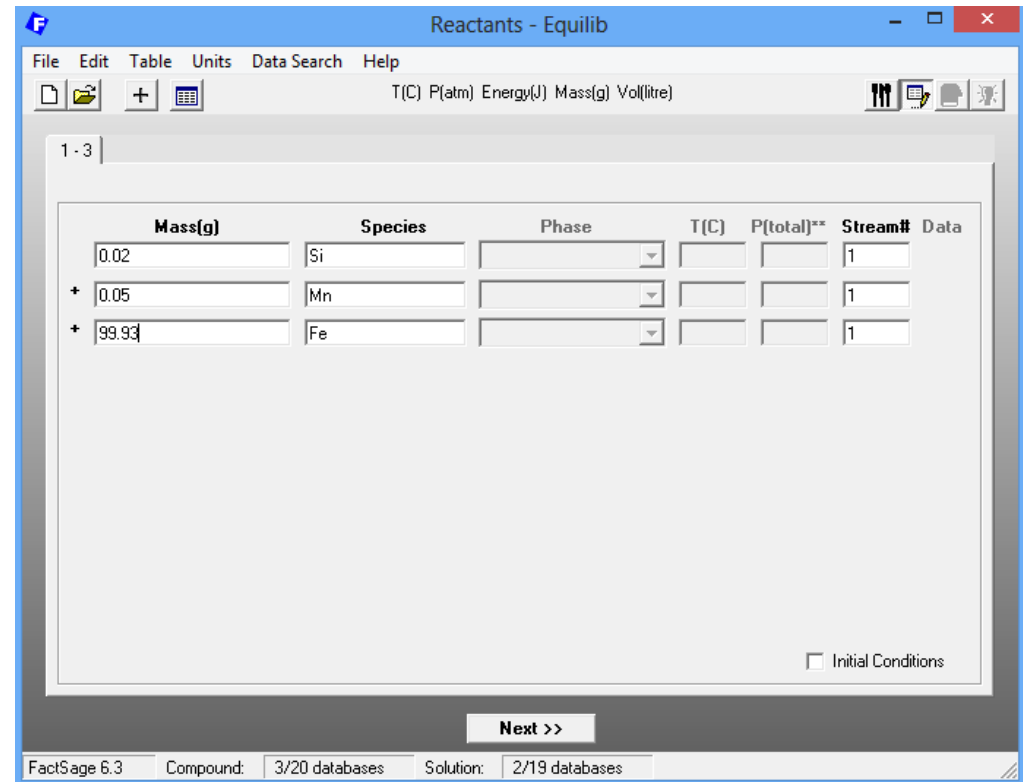 Reactants - Equilib
File Edit Table Units Data Search Help
T(C) P(atm) Energy(J) Mass(g) Vol(litre)
1 - 3
Mass(g) Species Phase T(C) P(total)** Stream# Data
0.02 Si 1
+ 0.05 Mn 1
+ 99.93 Fe 1
Initial Conditions
Next >>
FactSage 6.3 Compound: 3/20 databases Solution: 2/19 databases